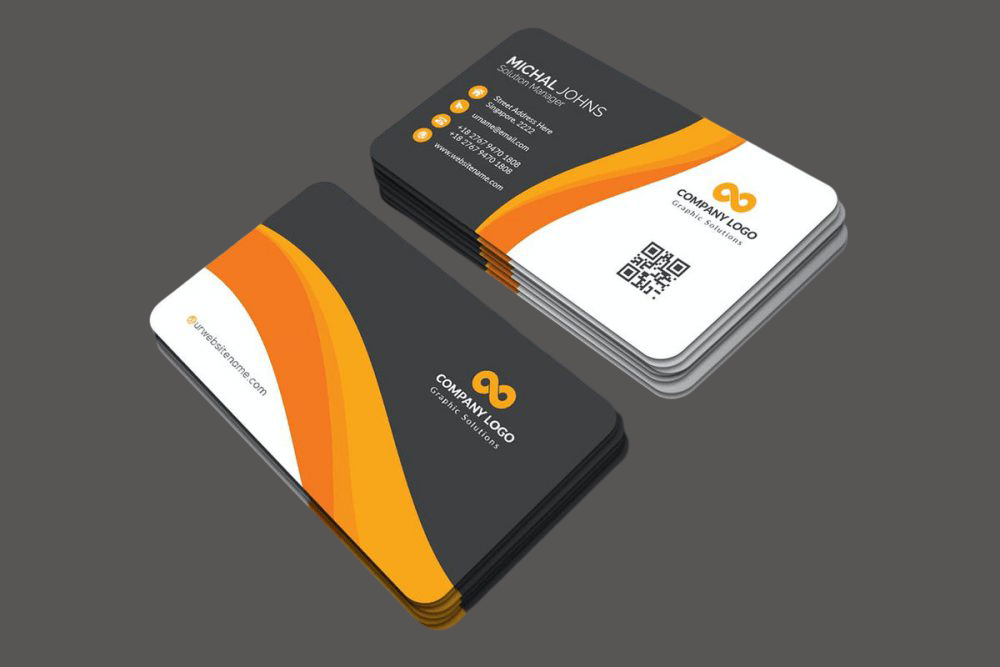 MICHAL JOHNS
Solution Manager
Street Address Here
Singapore, 2222
urname@email.com
+18 2767 9470 1808
+18 2767 9470 1808
www.websitename.com
COMPANY LOGO
Graphic Solutions
urwebsitename.com
COMPANY LOGO
Graphic Solutions